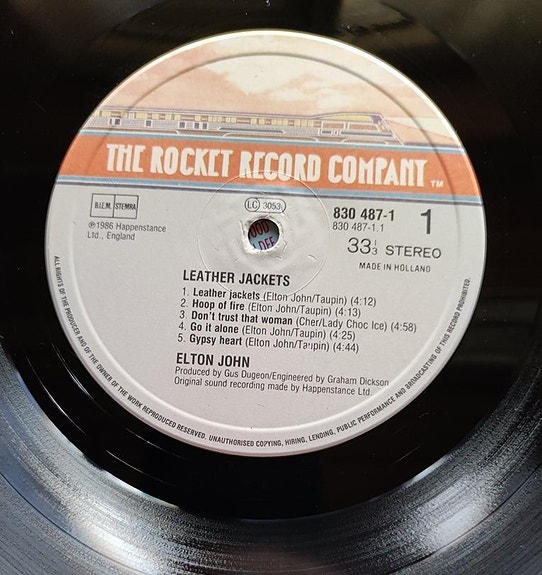 THE ROCKET RECORD COMPANY TM
B.I.E.M. STEMRA
LC 3053
830 487-1 1
830 487-1.1
℗1986 Happenstance
Ltd., England
33 1/3 STEREO
MADE IN HOLLAND
LEATHER JACKETS
1. Leather jackets (Elton John/Taupin) (4:12)
2. Hoop of fire (Elton John/Taupin) (4:13)
3. Don't trust that woman (Cher/Lady Choc Ice) (4:58)
4. Go it alone (Elton John/Taupin) (4:25)
5. Gypsy heart (Elton John/Taupin) (4:44)
ELTON JOHN
Produced by Gus Dugeon/Engineered by Graham Dickson
Original sound recording made by Happenstance Ltd.
ALL RIGHTS OF THE PRODUCER AND OF THE OWNER OF THE WORK REPRODUCED RESERVED. UNAUTHORISED COPYING, HIRING, LENDING, PUBLIC PERFORMANCE AND BROADCASTING OF THIS RECORD PROHIBITED.